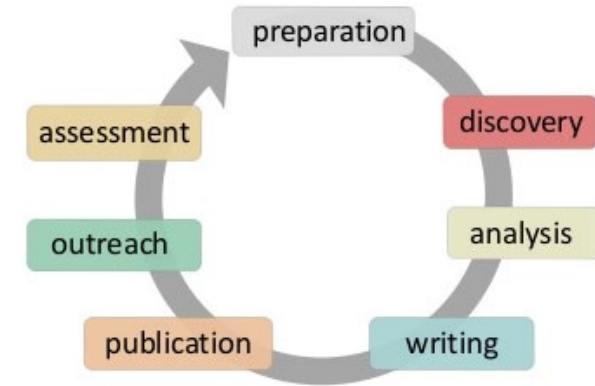 preparation
discovery
analysis
writing
publication
outreach
assessment